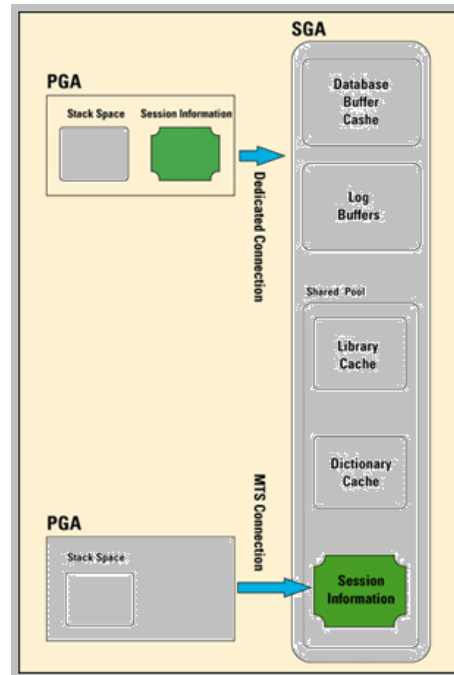 SGA
PGA
Stack Space
Session Information
Database
Buffer
Cashe
Dedicated Connection
Log
Buffers
Shared Pool
Library
Cache
Dictionary
Cache
MTS Connection
PGA
Stack Space
Session
Information